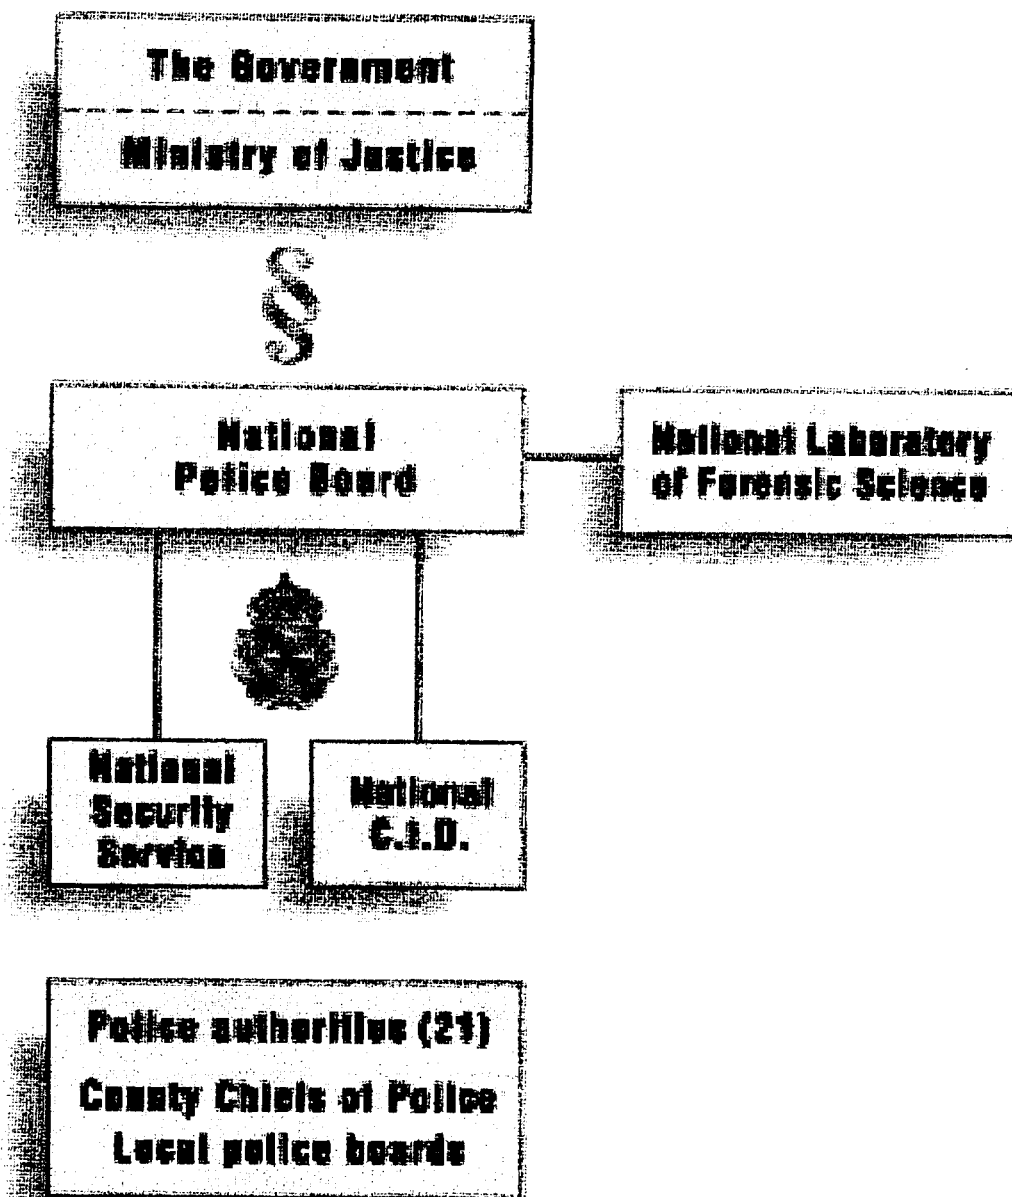 The Government
Ministry of Justice
§
National
Police Board
National Laboratory
of Forensic Science
National
Security
Service
National
C.I.D.
Police authorities (21)
County Chiefs of Police
Local police boards